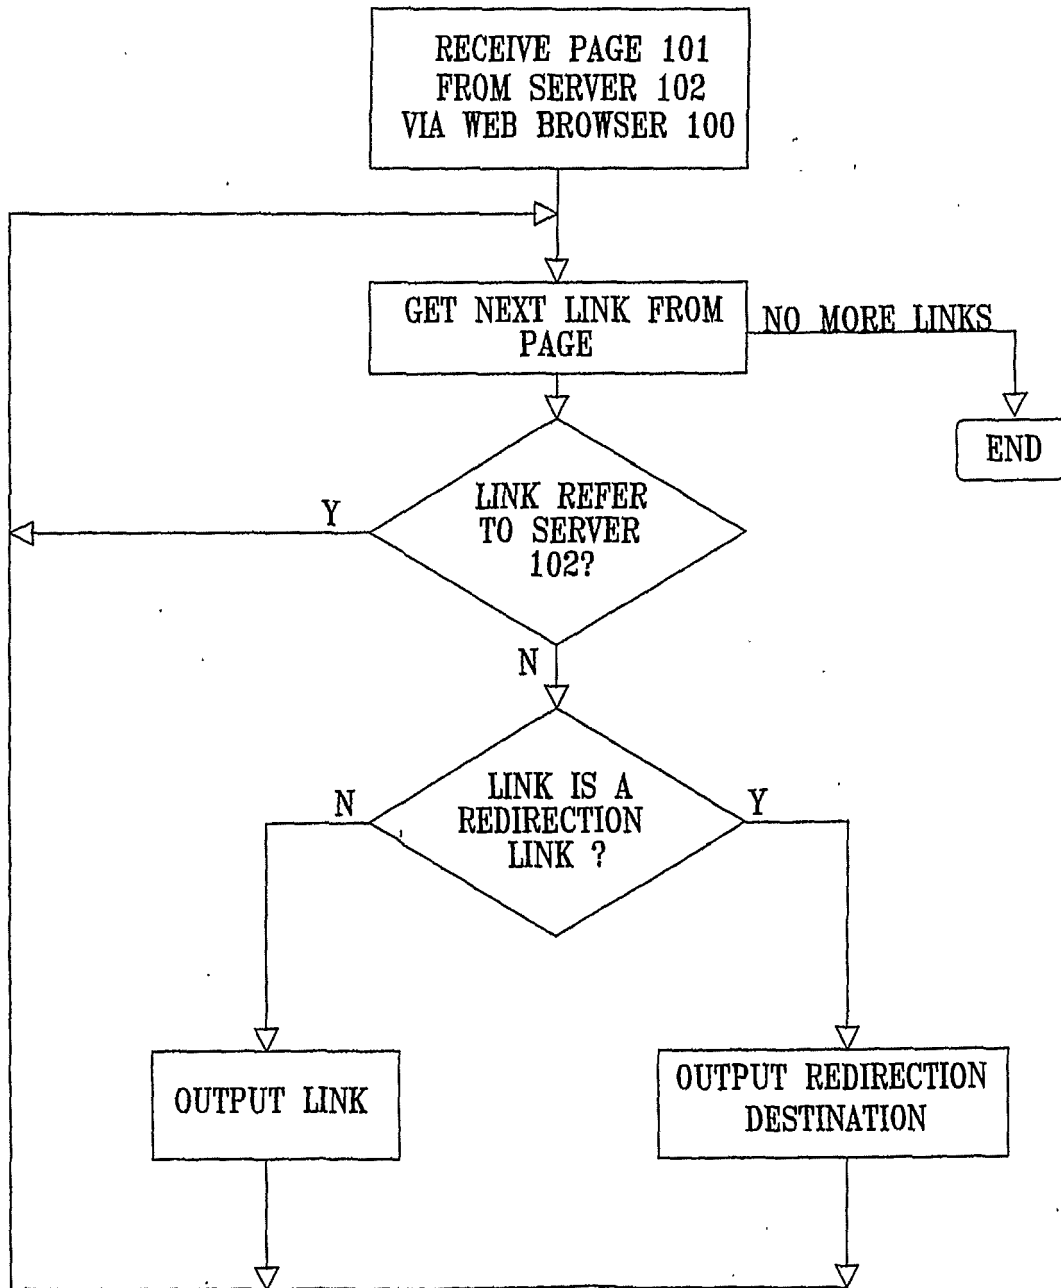 RECEIVE PAGE 101
FROM SERVER 102
VIA WEB BROWSER 100
GET NEXT LINK FROM
PAGE
NO MORE LINKS
END
LINK REFER
TO SERVER
102?
Y
N
LINK IS A
REDIRECTION
LINK ?
N
Y
OUTPUT LINK
OUTPUT REDIRECTION
DESTINATION